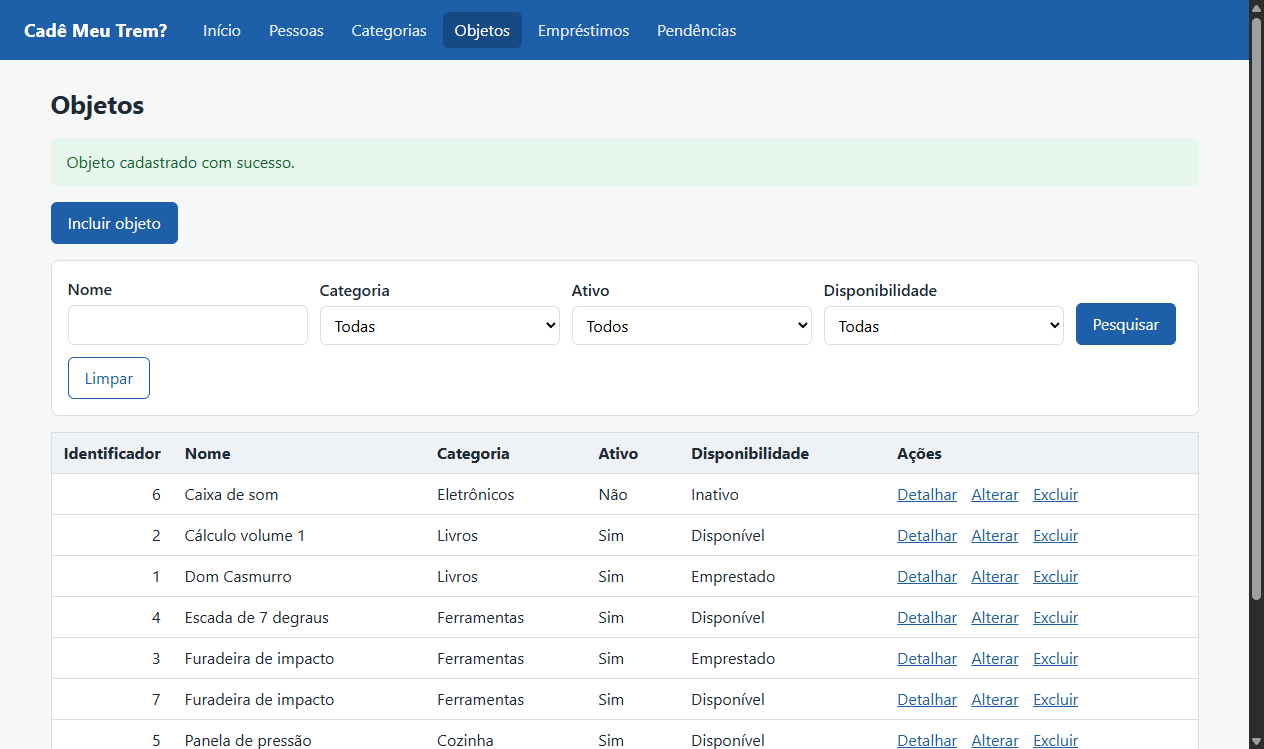 Cadê Meu Trem? Início Pessoas Categorias Objetos Empréstimos Pendências
Objetos
Objeto cadastrado com sucesso.
Incluir objeto
Nome Categoria Ativo Disponibilidade
Todas Todos Todas Pesquisar
Limpar
Identificador Nome Categoria Ativo Disponibilidade Ações
6 Caixa de som Eletrônicos Não Inativo Detalhar Alterar Excluir
2 Cálculo volume 1 Livros Sim Disponível Detalhar Alterar Excluir
1 Dom Casmurro Livros Sim Emprestado Detalhar Alterar Excluir
4 Escada de 7 degraus Ferramentas Sim Disponível Detalhar Alterar Excluir
3 Furadeira de impacto Ferramentas Sim Emprestado Detalhar Alterar Excluir
7 Furadeira de impacto Ferramentas Sim Disponível Detalhar Alterar Excluir
5 Panela de pressão Cozinha Sim Disponível Detalhar Alterar Excluir